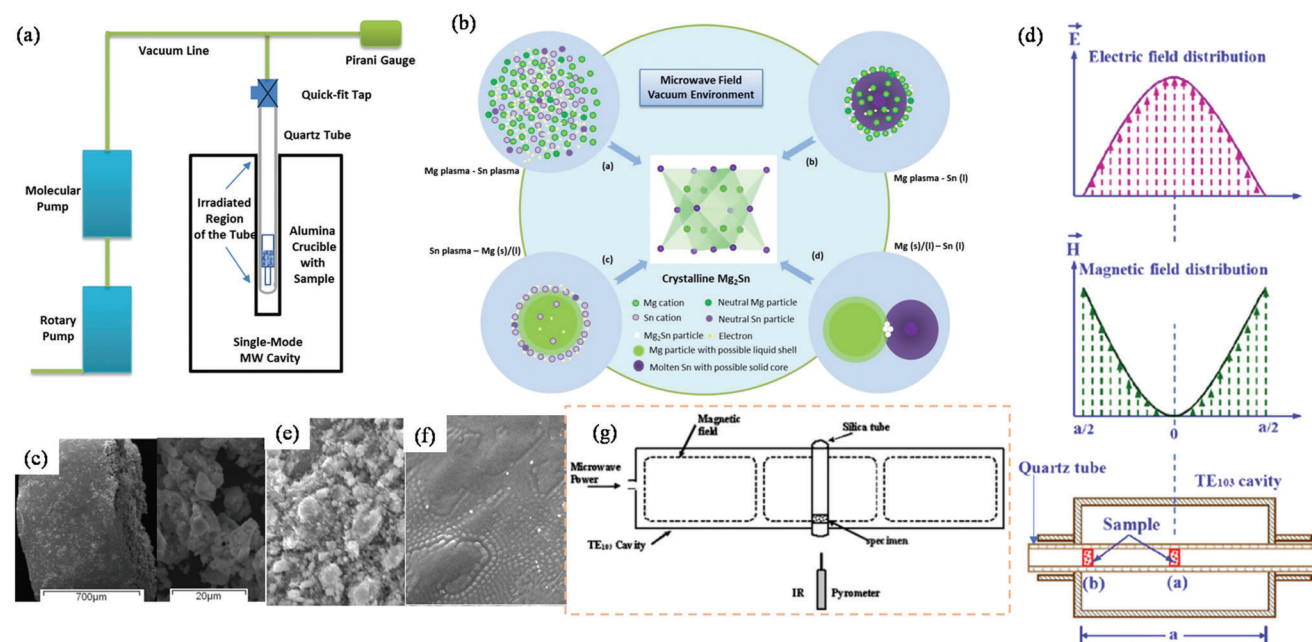 (a)
Vacuum Line
Pirani Gauge
Quick-fit Tap
Quartz Tube
Molecular
Pump
Irradiated
Region
of the Tube
Alumina
Crucible
with
Sample
Rotary
Pump
Single-Mode
MW Cavity
(b)
Microwave Field
Vacuum Environment
Mg plasma - Sn plasma
(a)
(b)
Mg plasma - Sn (l)
Sn plasma – Mg (s)/(l)
(c)
(d)
Mg (s)/(l) – Sn (l)
Crystalline Mg₂Sn
Mg cation
Neutral Mg particle
Sn cation
Neutral Sn particle
Mg₂Sn particle
Electron
Mg particle with possible liquid shell
Molten Sn with possible solid core
(c)
700μm
20μm
(e)
(f)
(g)
Magnetic
field
Silica tube
Microwave
Power
TE₁₀₃ Cavity
specimen
IR
Pyrometer
(d)
E
Electric field distribution
H
Magnetic field distribution
a/2
0
a/2
Quartz tube
TE₁₀₃ cavity
Sample
(b)
(a)
a